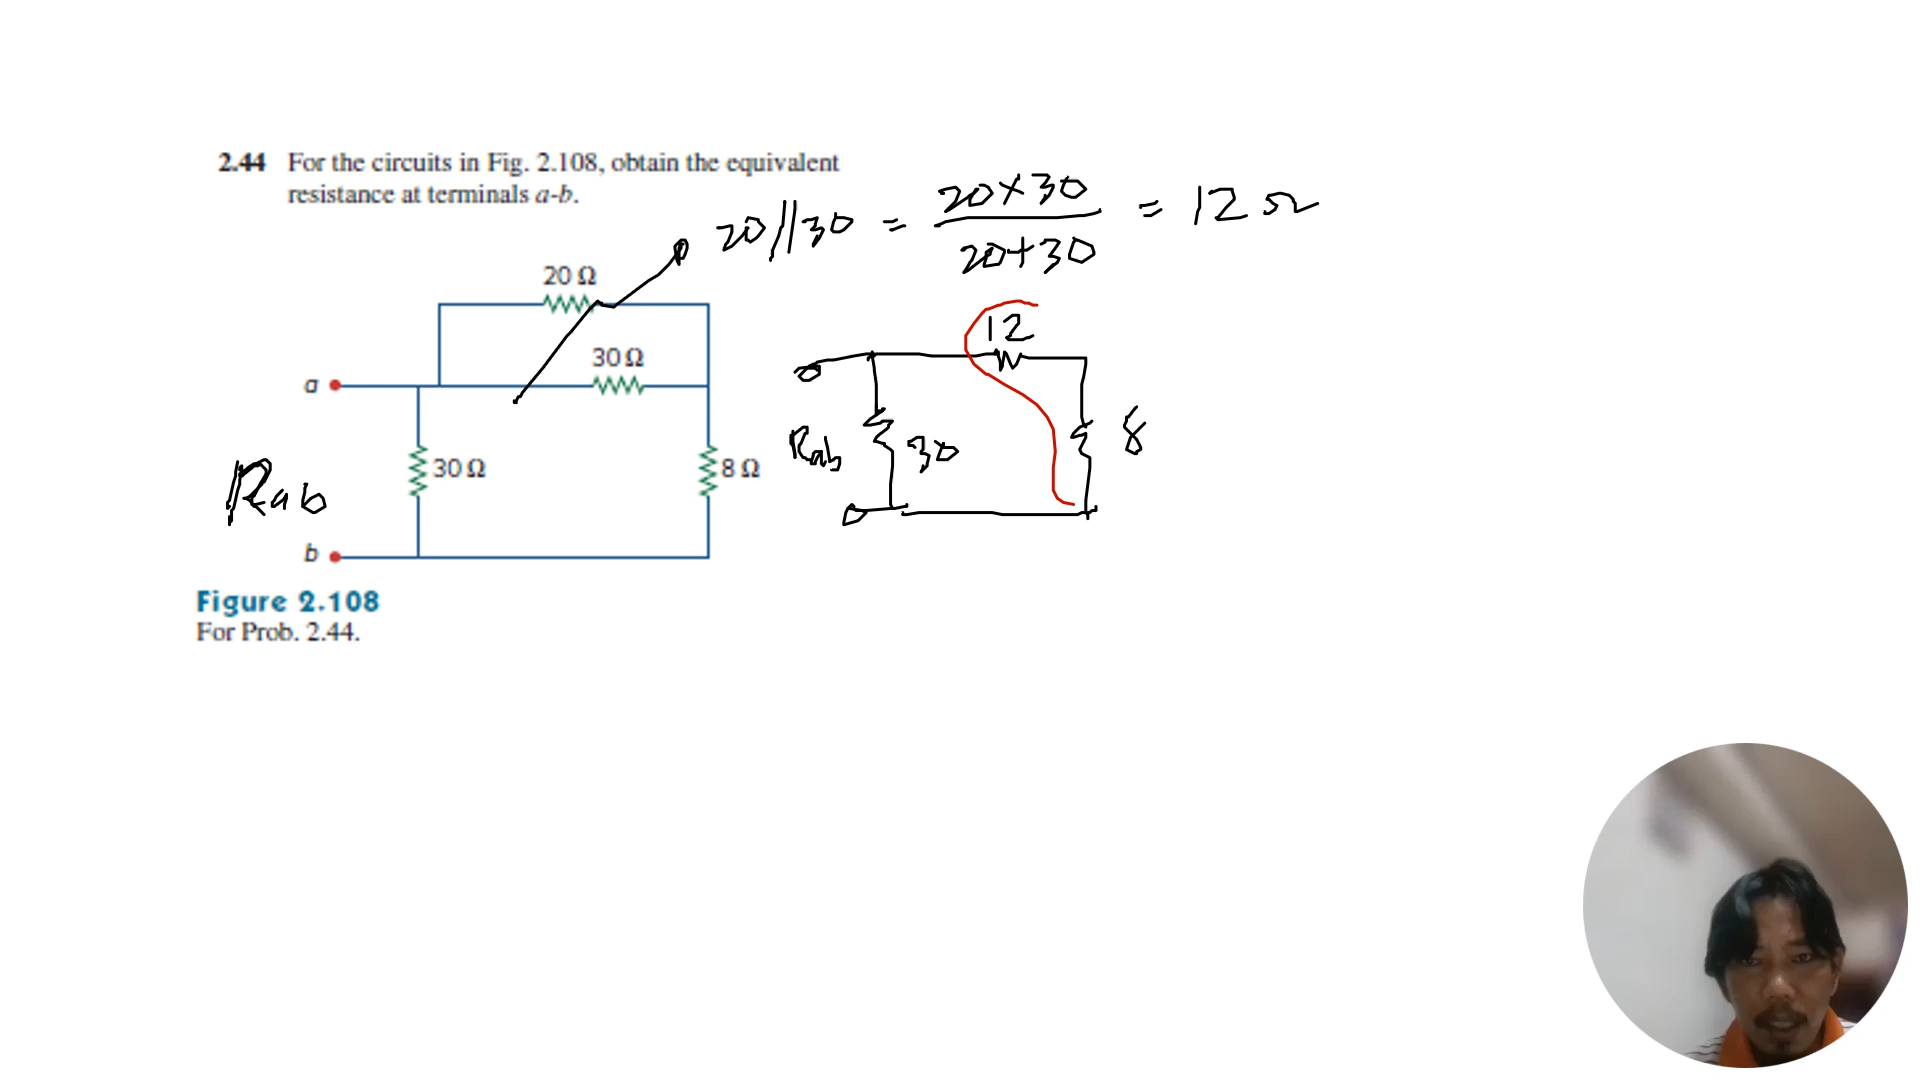 2.44 For the circuits in Fig. 2.108, obtain the equivalent
resistance at terminals a-b.
20//30 = 20×30 / 20+30 = 12 Ω
20 Ω
30 Ω
a
30 Ω
8 Ω
b
Rab
12
Rab
30
8
Figure 2.108
For Prob. 2.44.